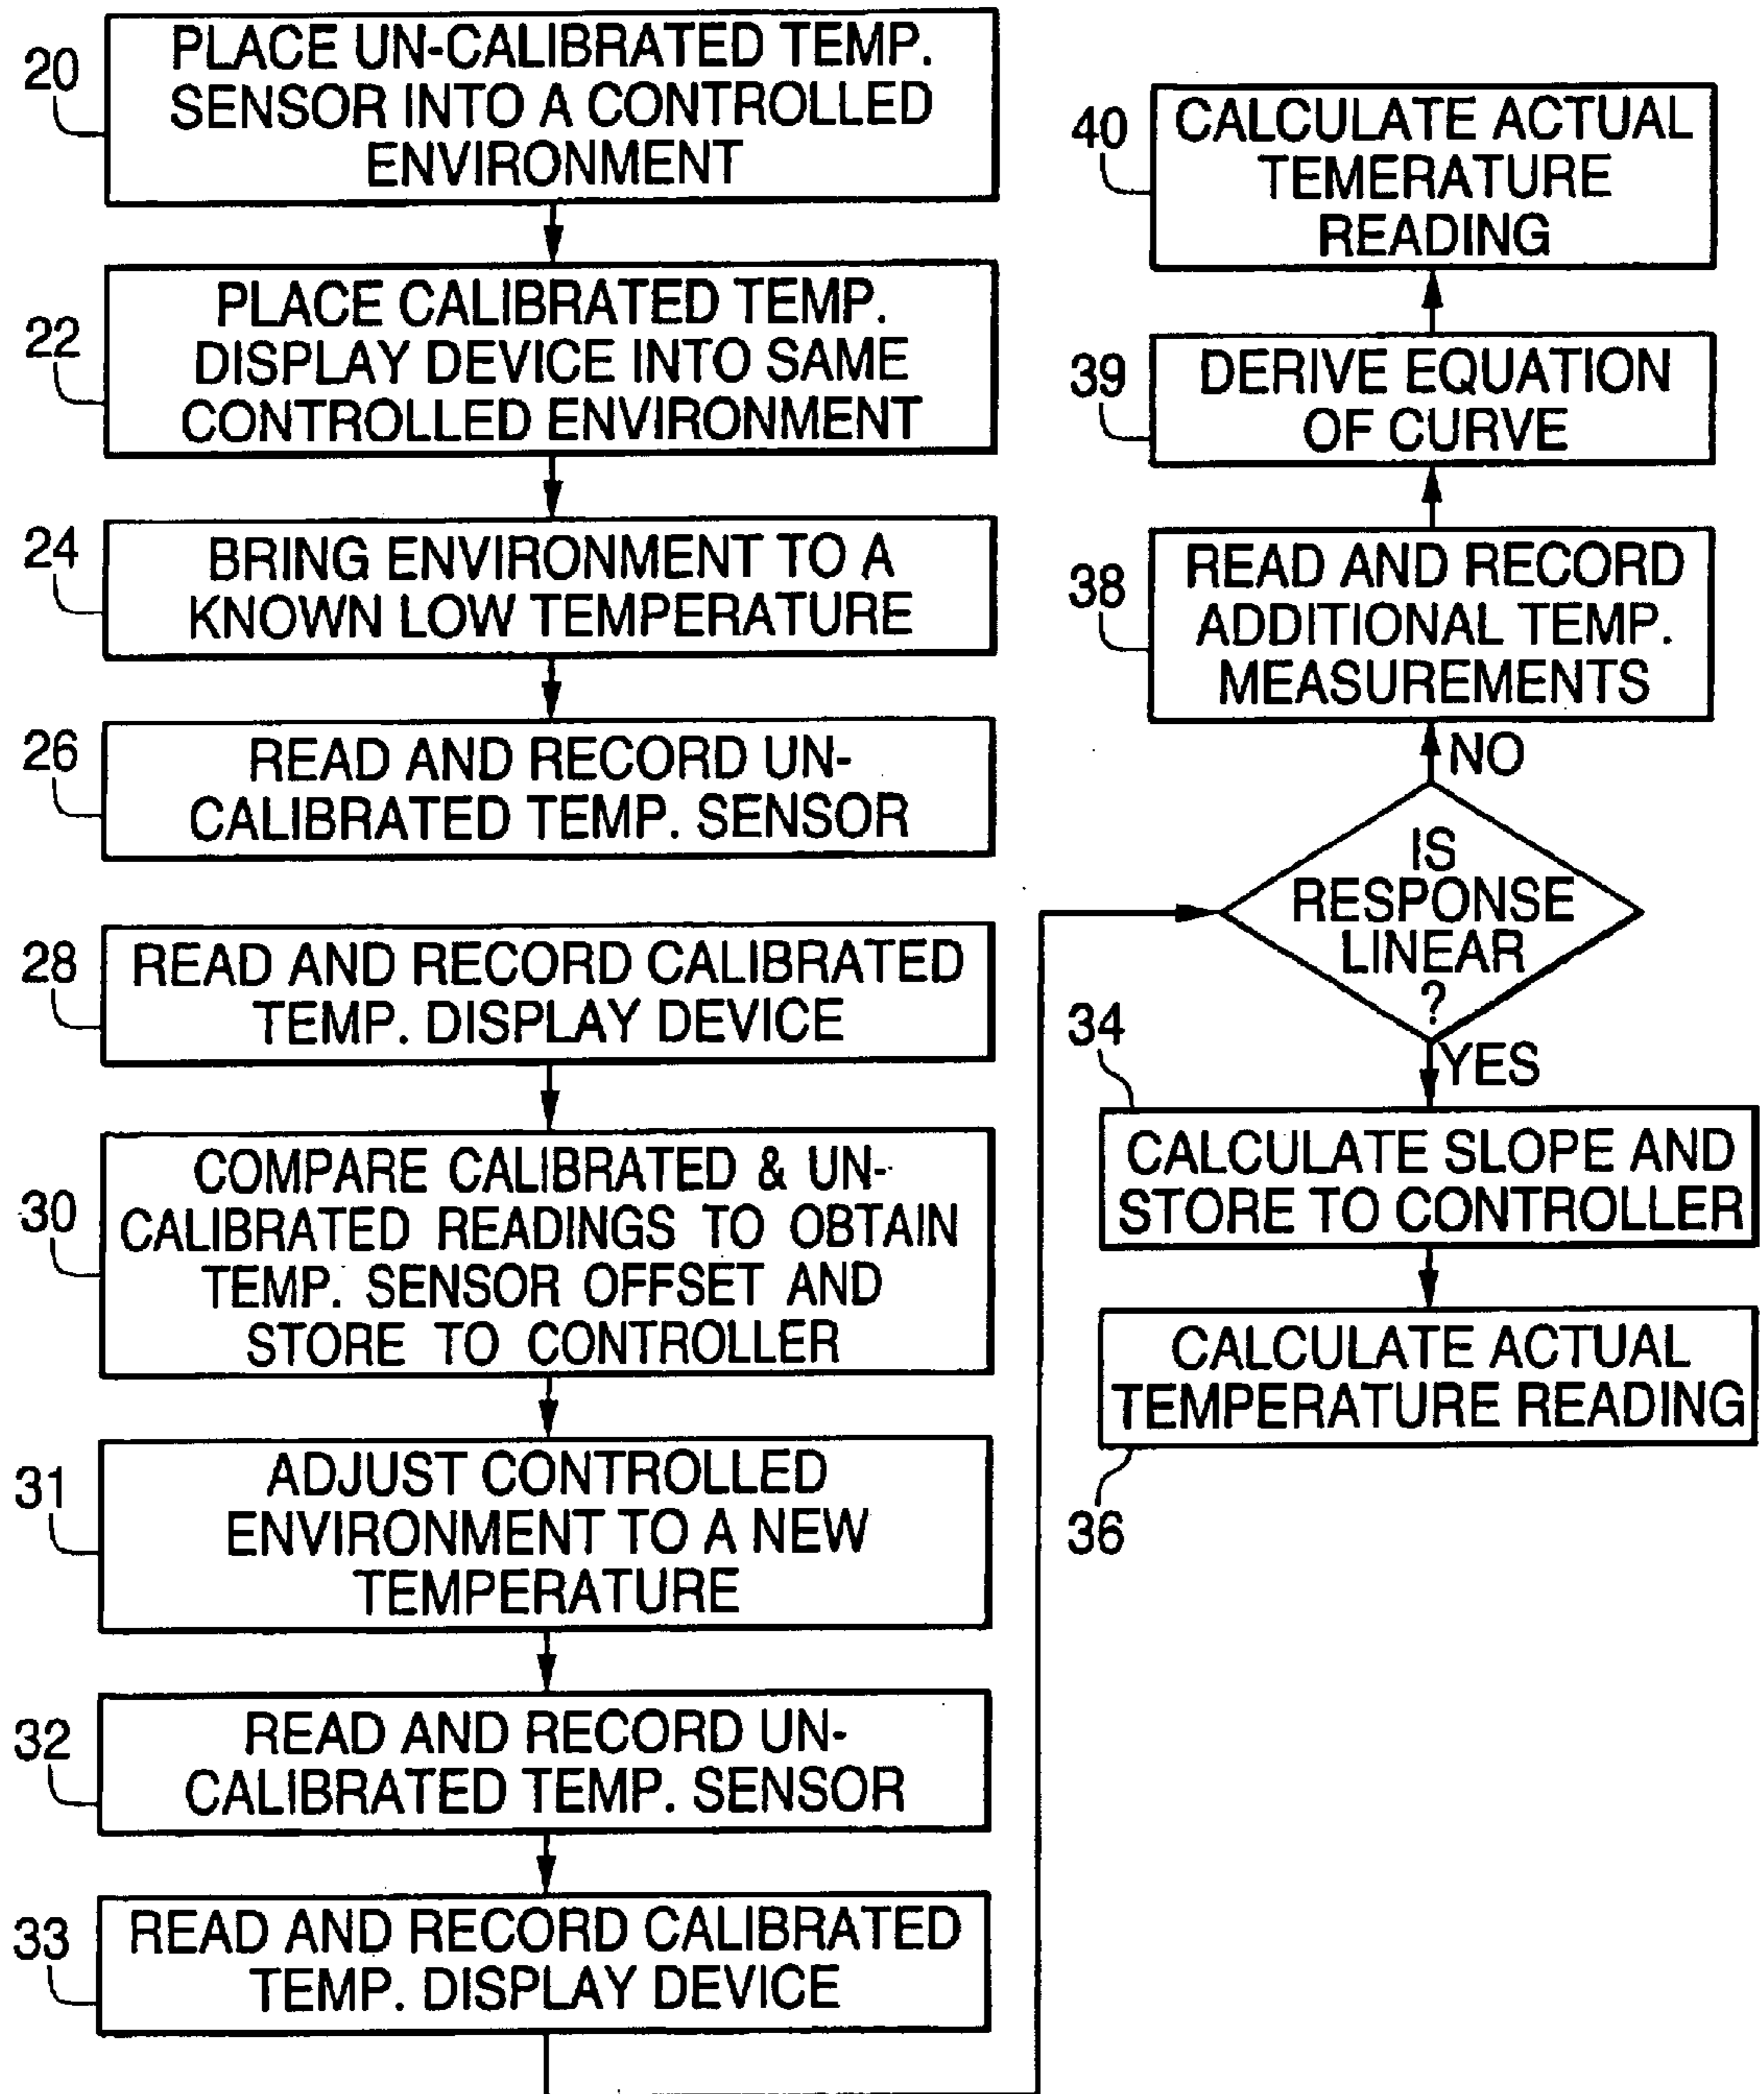 20
PLACE UN-CALIBRATED TEMP.
SENSOR INTO A CONTROLLED
ENVIRONMENT
22
PLACE CALIBRATED TEMP.
DISPLAY DEVICE INTO SAME
CONTROLLED ENVIRONMENT
24
BRING ENVIRONMENT TO A
KNOWN LOW TEMPERATURE
26
READ AND RECORD UN-
CALIBRATED TEMP. SENSOR
28
READ AND RECORD CALIBRATED
TEMP. DISPLAY DEVICE
30
COMPARE CALIBRATED & UN-
CALIBRATED READINGS TO OBTAIN
TEMP. SENSOR OFFSET AND
STORE TO CONTROLLER
31
ADJUST CONTROLLED
ENVIRONMENT TO A NEW
TEMPERATURE
32
READ AND RECORD UN-
CALIBRATED TEMP. SENSOR
33
READ AND RECORD CALIBRATED
TEMP. DISPLAY DEVICE
40
CALCULATE ACTUAL
TEMERATURE
READING
39
DERIVE EQUATION
OF CURVE
38
READ AND RECORD
ADDITIONAL TEMP.
MEASUREMENTS
NO
IS
RESPONSE
LINEAR
?
YES
34
CALCULATE SLOPE AND
STORE TO CONTROLLER
CALCULATE ACTUAL
TEMPERATURE READING
36